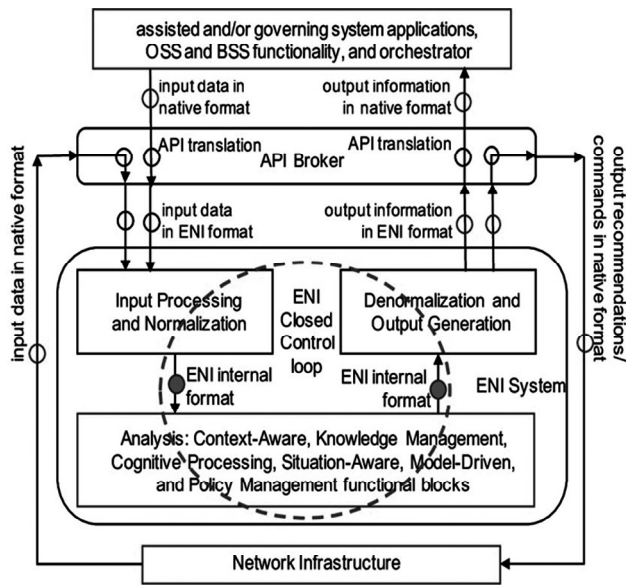 assisted and/or governing system applications,
OSS and BSS functionality, and orchestrator
input data in
native format
output information
in native format
API translation
API translation
API Broker
input data
in ENI format
output information
in ENI format
input data in native format
output recommendations/
commands in native format
Input Processing
and Normalization
ENI
Closed
Control
loop
Denormalization and
Output Generation
ENI internal
format
ENI internal
format
ENI System
Analysis: Context-Aware, Knowledge Management,
Cognitive Processing, Situation-Aware, Model-Driven,
and Policy Management functional blocks
Network Infrastructure